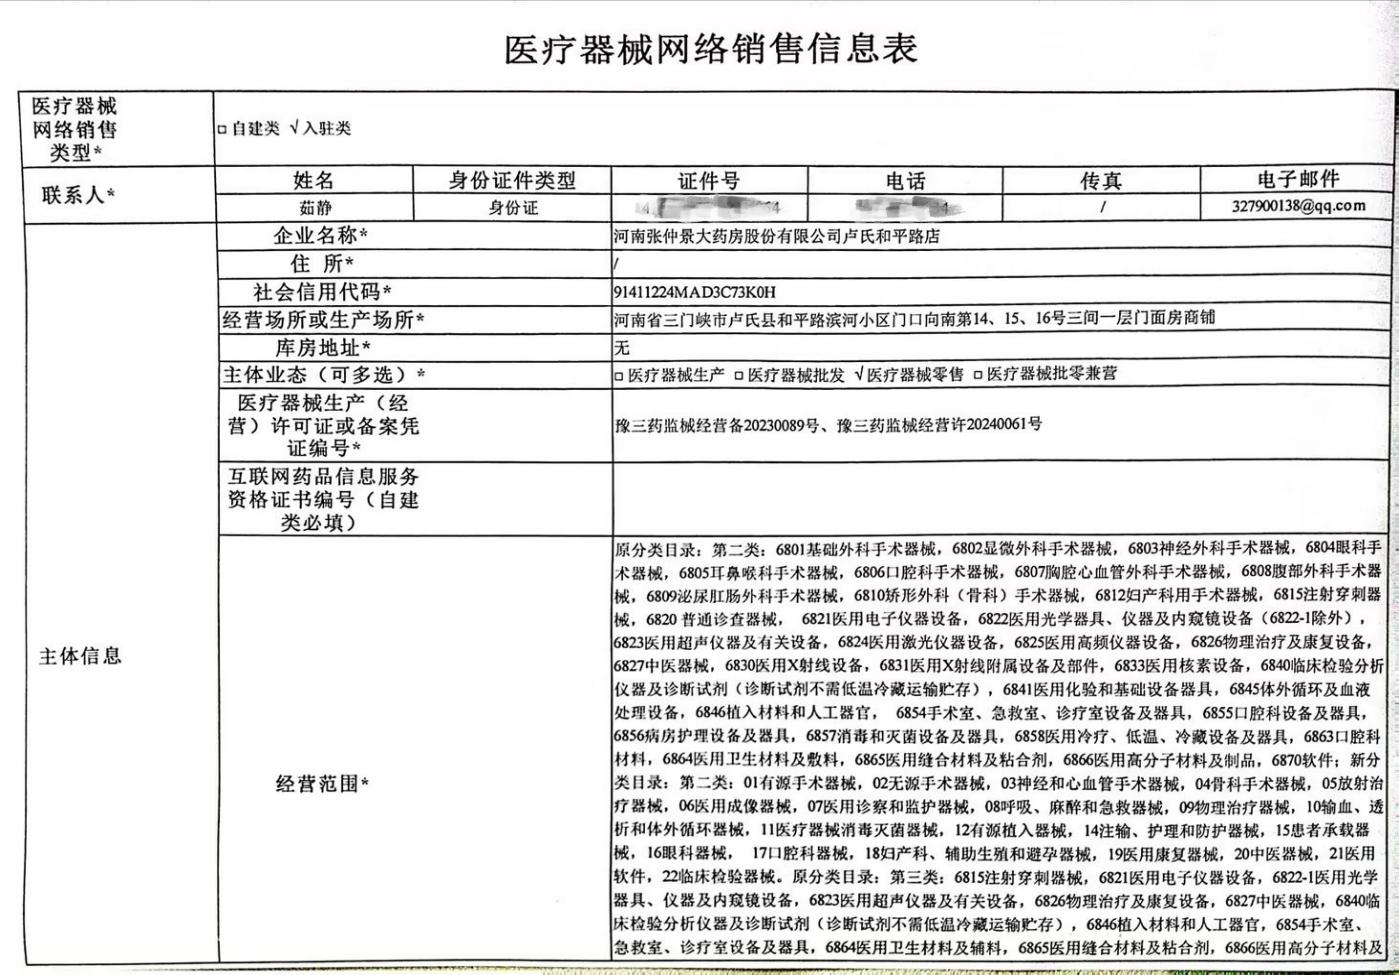 医疗器械网络销售信息表
医疗器械
网络销售
类型*
□ 自建类 √入驻类
联系人*
姓名 身份证件类型 证件号 电话 传真 电子邮件
茹静 身份证 / 327900138@qq.com
主体信息
企业名称* 河南张仲景大药房股份有限公司卢氏和平路店
住 所* /
社会信用代码* 91411224MAD3C73K0H
经营场所或生产场所* 河南省三门峡市卢氏县和平路滨河小区门口向南第14、15、16号三间一层门面房商铺
库房地址* 无
主体业态（可多选）* □ 医疗器械生产 □ 医疗器械批发 √医疗器械零售 □ 医疗器械批零兼营
医疗器械生产（经
营）许可证或备案凭
证编号*
豫三药监械经营备20230089号、豫三药监械经营许20240061号
互联网药品信息服务
资格证书编号（自建
类必填）
经营范围*
原分类目录：第二类：6801基础外科手术器械，6802显微外科手术器械，6803神经外科手术器械，6804眼科手
术器械，6805耳鼻喉科手术器械，6806口腔科手术器械，6807胸腔心血管外科手术器械，6808腹部外科手术器
械，6809泌尿肛肠外科手术器械，6810矫形外科（骨科）手术器械，6812妇产科用手术器械，6815注射穿刺器
械，6820 普通诊查器械， 6821医用电子仪器设备，6822医用光学器具、仪器及内窥镜设备（6822-1除外），
6823医用超声仪器及有关设备，6824医用激光仪器设备，6825医用高频仪器设备，6826物理治疗及康复设备，
6827中医器械，6830医用X射线设备，6831医用X射线附属设备及部件，6833医用核素设备，6840临床检验分析
仪器及诊断试剂（诊断试剂不需低温冷藏运输贮存），6841医用化验和基础设备器具，6845体外循环及血液
处理设备，6846植入材料和人工器官， 6854手术室、急救室、诊疗室设备及器具，6855口腔科设备及器具，
6856病房护理设备及器具，6857消毒和灭菌设备及器具，6858医用冷疗、低温、冷藏设备及器具，6863口腔科
材料，6864医用卫生材料及敷料，6865医用缝合材料及粘合剂，6866医用高分子材料及制品，6870软件；新分
类目录：第二类：01有源手术器械，02无源手术器械，03神经和心血管手术器械，04骨科手术器械，05放射治
疗器械，06医用成像器械，07医用诊察和监护器械，08呼吸、麻醉和急救器械，09物理治疗器械，10输血、透
析和体外循环器械，11医疗器械消毒灭菌器械，12有源植入器械，14注输、护理和防护器械，15患者承载器
械，16眼科器械， 17口腔科器械，18妇产科、辅助生殖和避孕器械，19医用康复器械，20中医器械，21医用
软件，22临床检验器械。原分类目录：第三类：6815注射穿刺器械，6821医用电子仪器设备，6822-1医用光学
器具、仪器及内窥镜设备，6823医用超声仪器及有关设备，6826物理治疗及康复设备，6827中医器械，6840临
床检验分析仪器及诊断试剂（诊断试剂不需低温冷藏运输贮存），6846植入材料和人工器官，6854手术室、
急救室、诊疗室设备及器具，6864医用卫生材料及辅料，6865医用缝合材料及粘合剂，6866医用高分子材料及